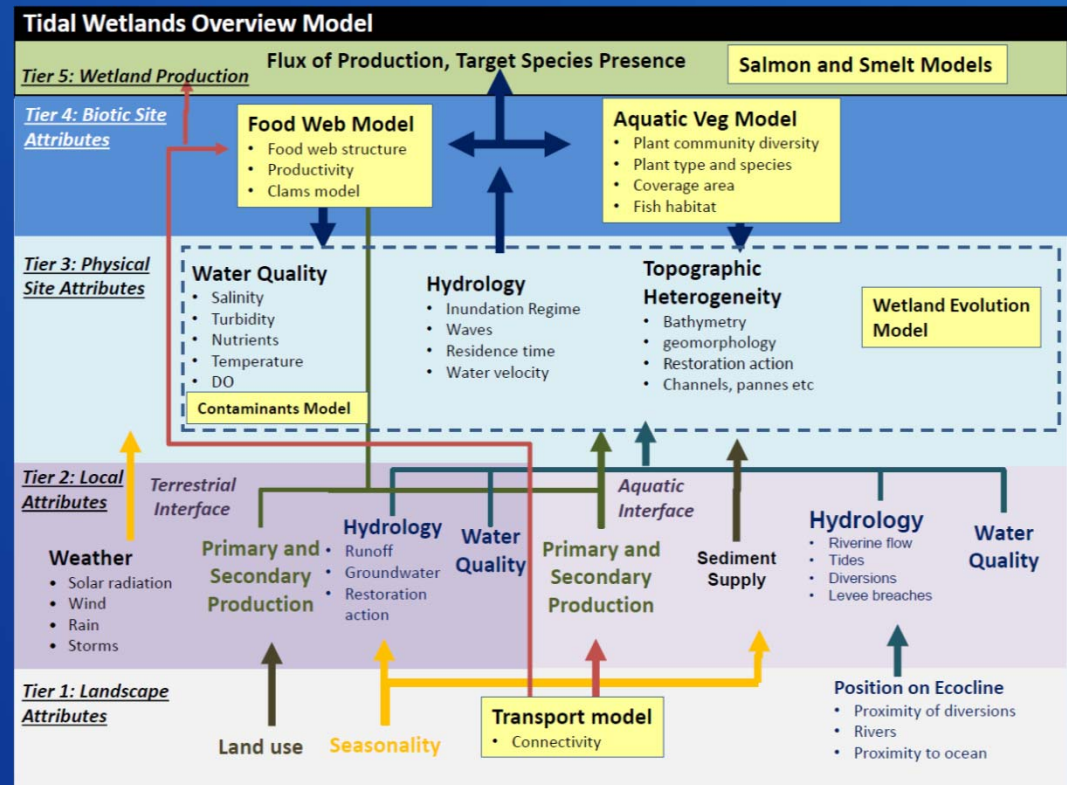 Tidal Wetlands Overview Model
Tier 5: Wetland Production
Flux of Production, Target Species Presence
Salmon and Smelt Models
Tier 4: Biotic Site
Attributes
Food Web Model
• Food web structure
• Productivity
• Clams model
Aquatic Veg Model
• Plant community diversity
• Plant type and species
• Coverage area
• Fish habitat
Tier 3: Physical
Site Attributes
Water Quality
• Salinity
• Turbidity
• Nutrients
• Temperature
• DO
Contaminants Model
Hydrology
• Inundation Regime
• Waves
• Residence time
• Water velocity
Topographic
Heterogeneity
• Bathymetry
• geomorphology
• Restoration action
• Channels, pannes etc
Wetland Evolution
Model
Tier 2: Local
Attributes
Terrestrial
Interface
Aquatic
Interface
Weather
• Solar radiation
• Wind
• Rain
• Storms
Primary and
Secondary
Production
Hydrology
• Runoff
• Groundwater
• Restoration
action
Water
Quality
Primary and
Secondary
Production
Sediment
Supply
Hydrology
• Riverine flow
• Tides
• Diversions
• Levee breaches
Water
Quality
Tier 1: Landscape
Attributes
Land use
Seasonality
Transport model
• Connectivity
Position on Ecocline
• Proximity of diversions
• Rivers
• Proximity to ocean